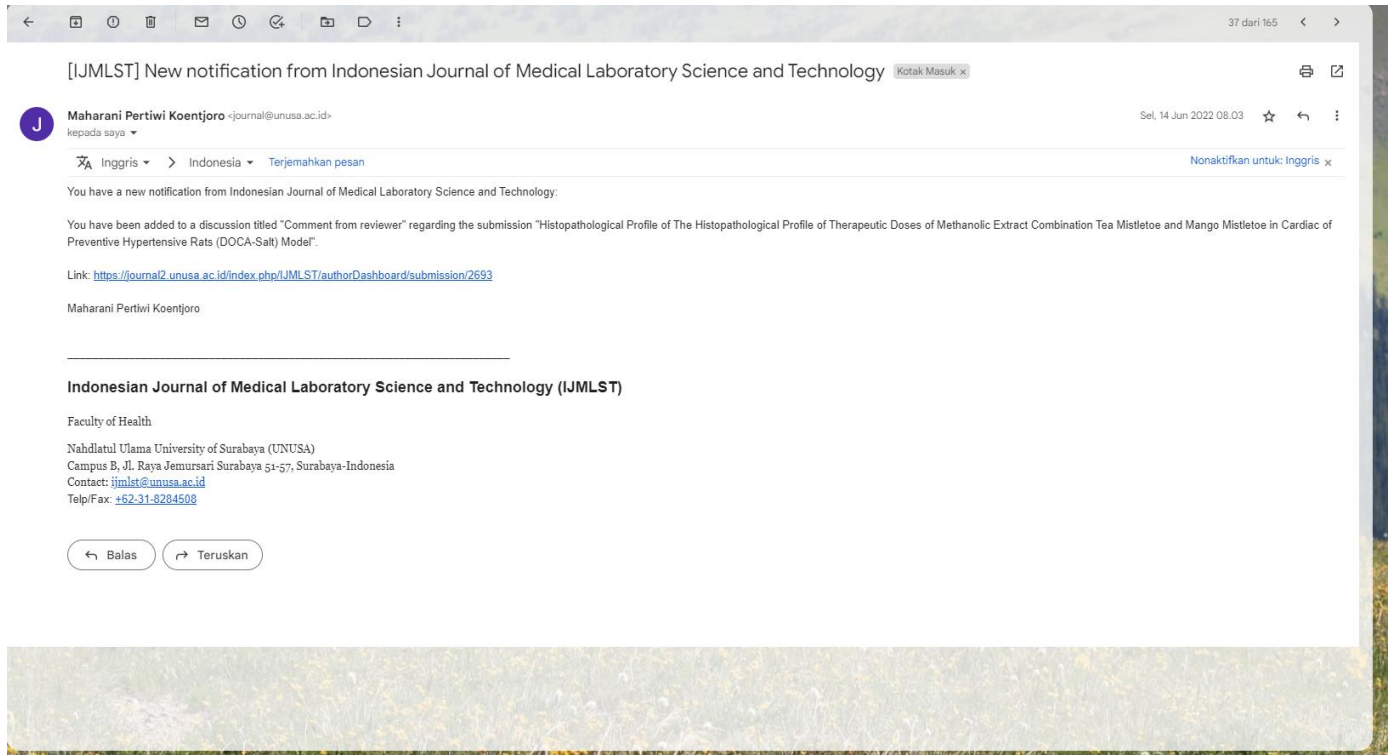 37 dari 165
[IJMLST] New notification from Indonesian Journal of Medical Laboratory Science and Technology Kotak Masuk x
J
Maharani Pertiwi Koentjoro <journal@unusa.ac.id>
Sel, 14 Jun 2022 08.03
kepada saya
Inggris > Indonesia Terjemahkan pesan
Nonaktifkan untuk: Inggris x
You have a new notification from Indonesian Journal of Medical Laboratory Science and Technology:
You have been added to a discussion titled "Comment from reviewer" regarding the submission "Histopathological Profile of The Histopathological Profile of Therapeutic Doses of Methanolic Extract Combination Tea Mistletoe and Mango Mistletoe in Cardiac of
Preventive Hypertensive Rats (DOCA-Salt) Model".
Link: https://journal2.unusa.ac.id/index.php/IJMLST/authorDashboard/submission/2693
Maharani Pertiwi Koentjoro
Indonesian Journal of Medical Laboratory Science and Technology (IJMLST)
Faculty of Health
Nahdlatul Ulama University of Surabaya (UNUSA)
Campus B, Jl. Raya Jemursari Surabaya 51-57, Surabaya-Indonesia
Contact: ijmlst@unusa.ac.id
Telp/Fax: +62-31-8284508
Balas
Teruskan